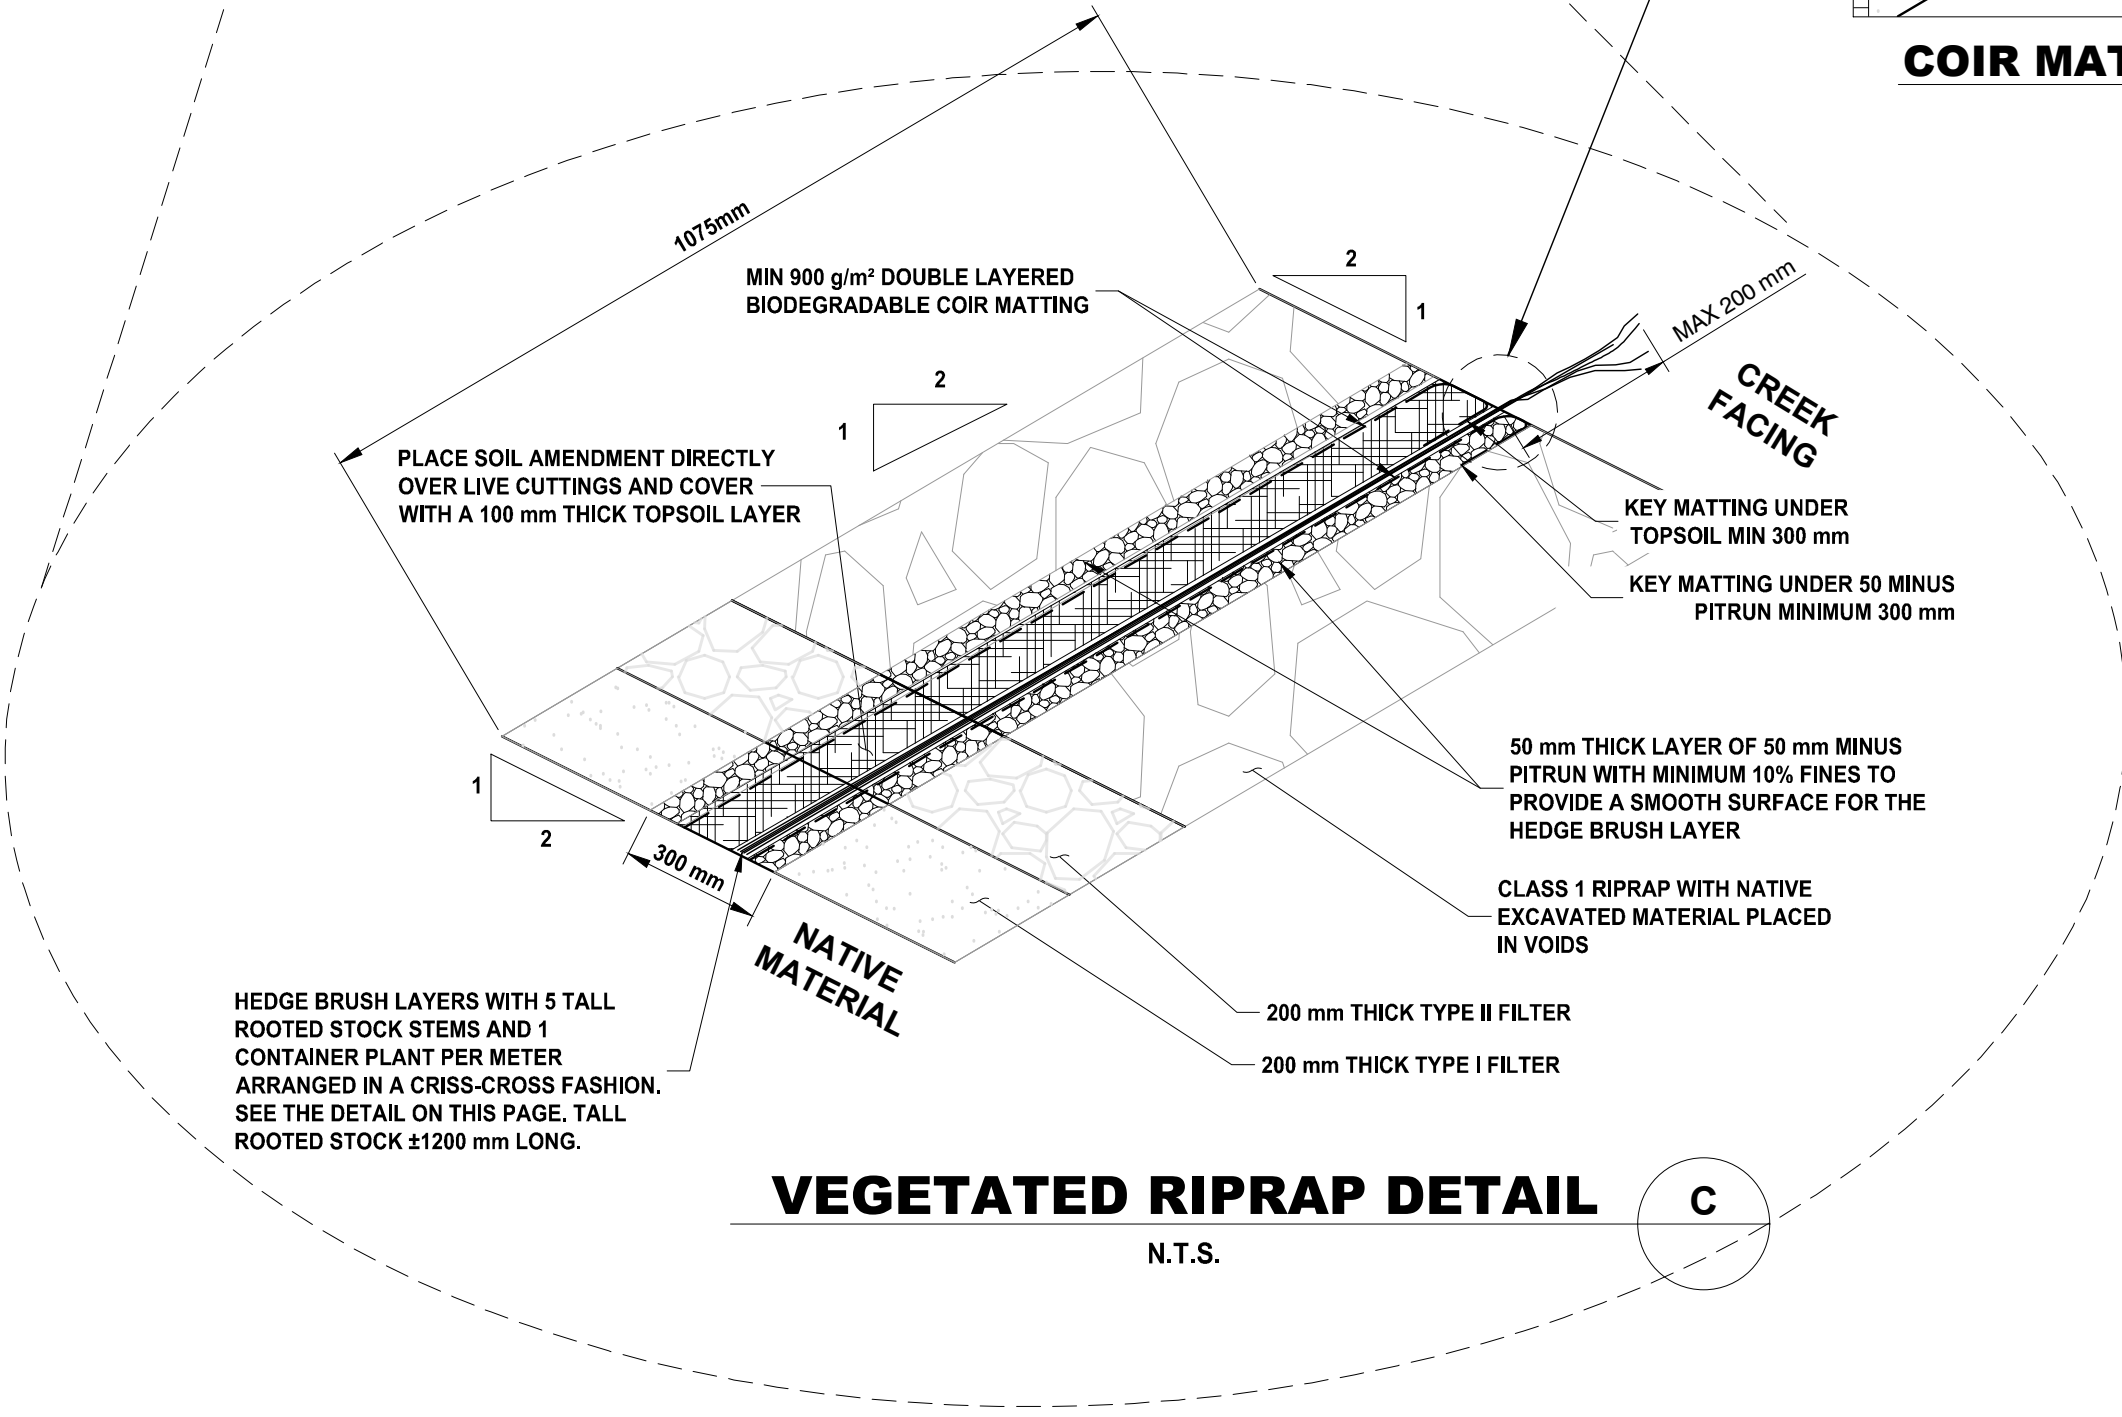 COIR MAT
1075mm
MIN 900 g/m² DOUBLE LAYERED
BIODEGRADABLE COIR MATTING
2
1
MAX 200 mm
CREEK
FACING
2
1
PLACE SOIL AMENDMENT DIRECTLY
OVER LIVE CUTTINGS AND COVER
WITH A 100 mm THICK TOPSOIL LAYER
KEY MATTING UNDER
TOPSOIL MIN 300 mm
KEY MATTING UNDER 50 MINUS
PITRUN MINIMUM 300 mm
50 mm THICK LAYER OF 50 mm MINUS
PITRUN WITH MINIMUM 10% FINES TO
PROVIDE A SMOOTH SURFACE FOR THE
HEDGE BRUSH LAYER
1
2
300 mm
CLASS 1 RIPRAP WITH NATIVE
EXCAVATED MATERIAL PLACED
IN VOIDS
NATIVE
MATERIAL
HEDGE BRUSH LAYERS WITH 5 TALL
ROOTED STOCK STEMS AND 1
CONTAINER PLANT PER METER
ARRANGED IN A CRISS-CROSS FASHION.
SEE THE DETAIL ON THIS PAGE. TALL
ROOTED STOCK ±1200 mm LONG.
200 mm THICK TYPE II FILTER
200 mm THICK TYPE I FILTER
VEGETATED RIPRAP DETAIL
C
N.T.S.